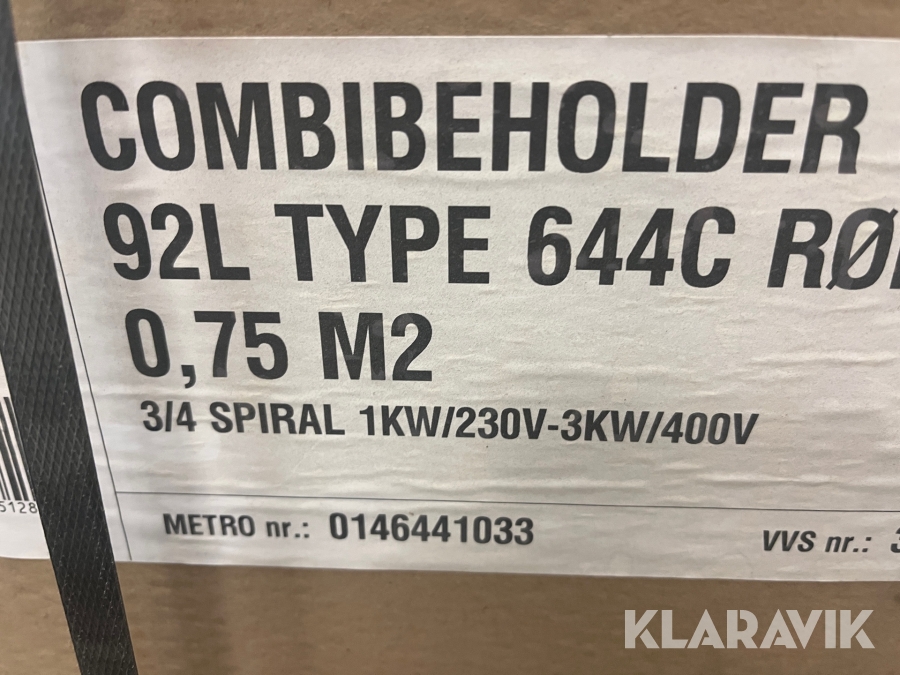 COMBIBEHOLDER
92L TYPE 644C
0,75 M2
3/4 SPIRAL 1KW/230V-3KW/400V
METRO nr.: 0146441033
VVS nr.:
5128
KLARAVIK